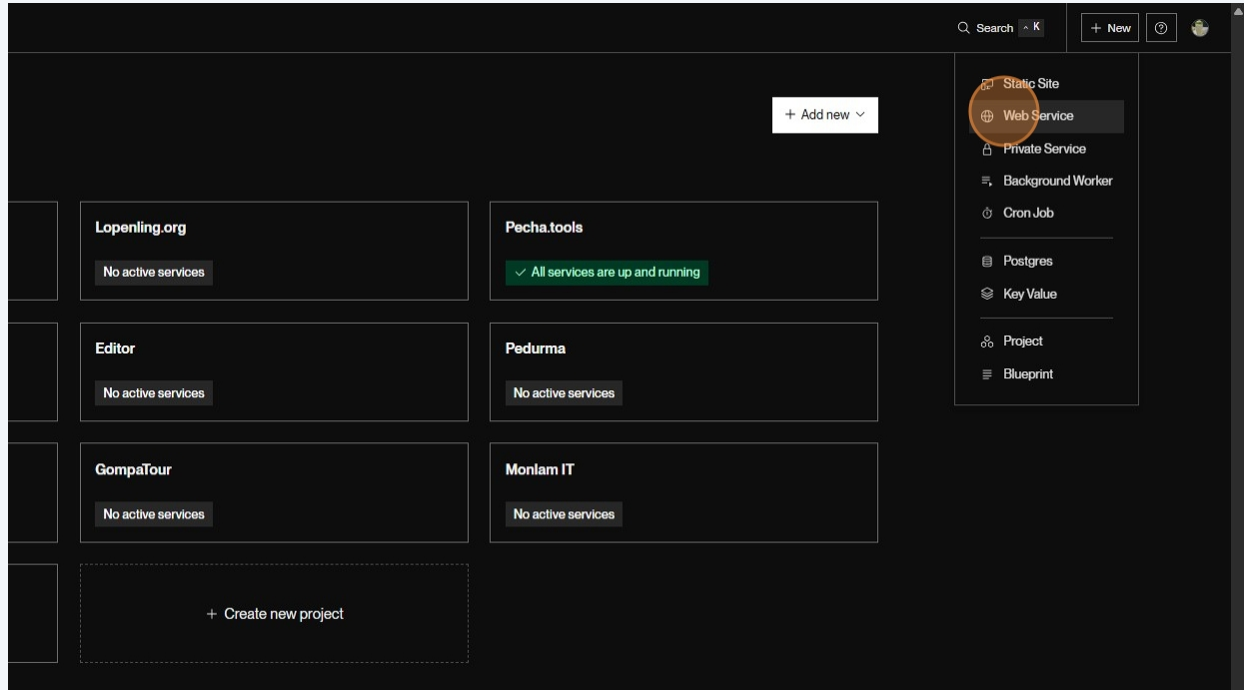 Search ^ K
+ New
+ Add new
Static Site
Web Service
Private Service
Background Worker
Cron Job
Postgres
Key Value
Project
Blueprint
Lopenling.org
No active services
Pecha.tools
All services are up and running
Editor
No active services
Pedurma
No active services
GompaTour
No active services
Monlam IT
No active services
+ Create new project